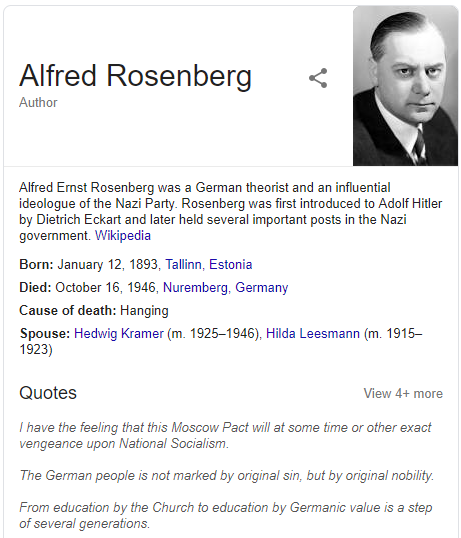 Alfred Rosenberg
Author
Alfred Ernst Rosenberg was a German theorist and an influential
ideologue of the Nazi Party. Rosenberg was first introduced to Adolf Hitler
by Dietrich Eckart and later held several important posts in the Nazi
government. Wikipedia
Born: January 12, 1893, Tallinn, Estonia
Died: October 16, 1946, Nuremberg, Germany
Cause of death: Hanging
Spouse: Hedwig Kramer (m. 1925–1946), Hilda Leesmann (m. 1915–
1923)
Quotes View 4+ more
I have the feeling that this Moscow Pact will at some time or other exact
vengeance upon National Socialism.
The German people is not marked by original sin, but by original nobility.
From education by the Church to education by Germanic value is a step
of several generations.